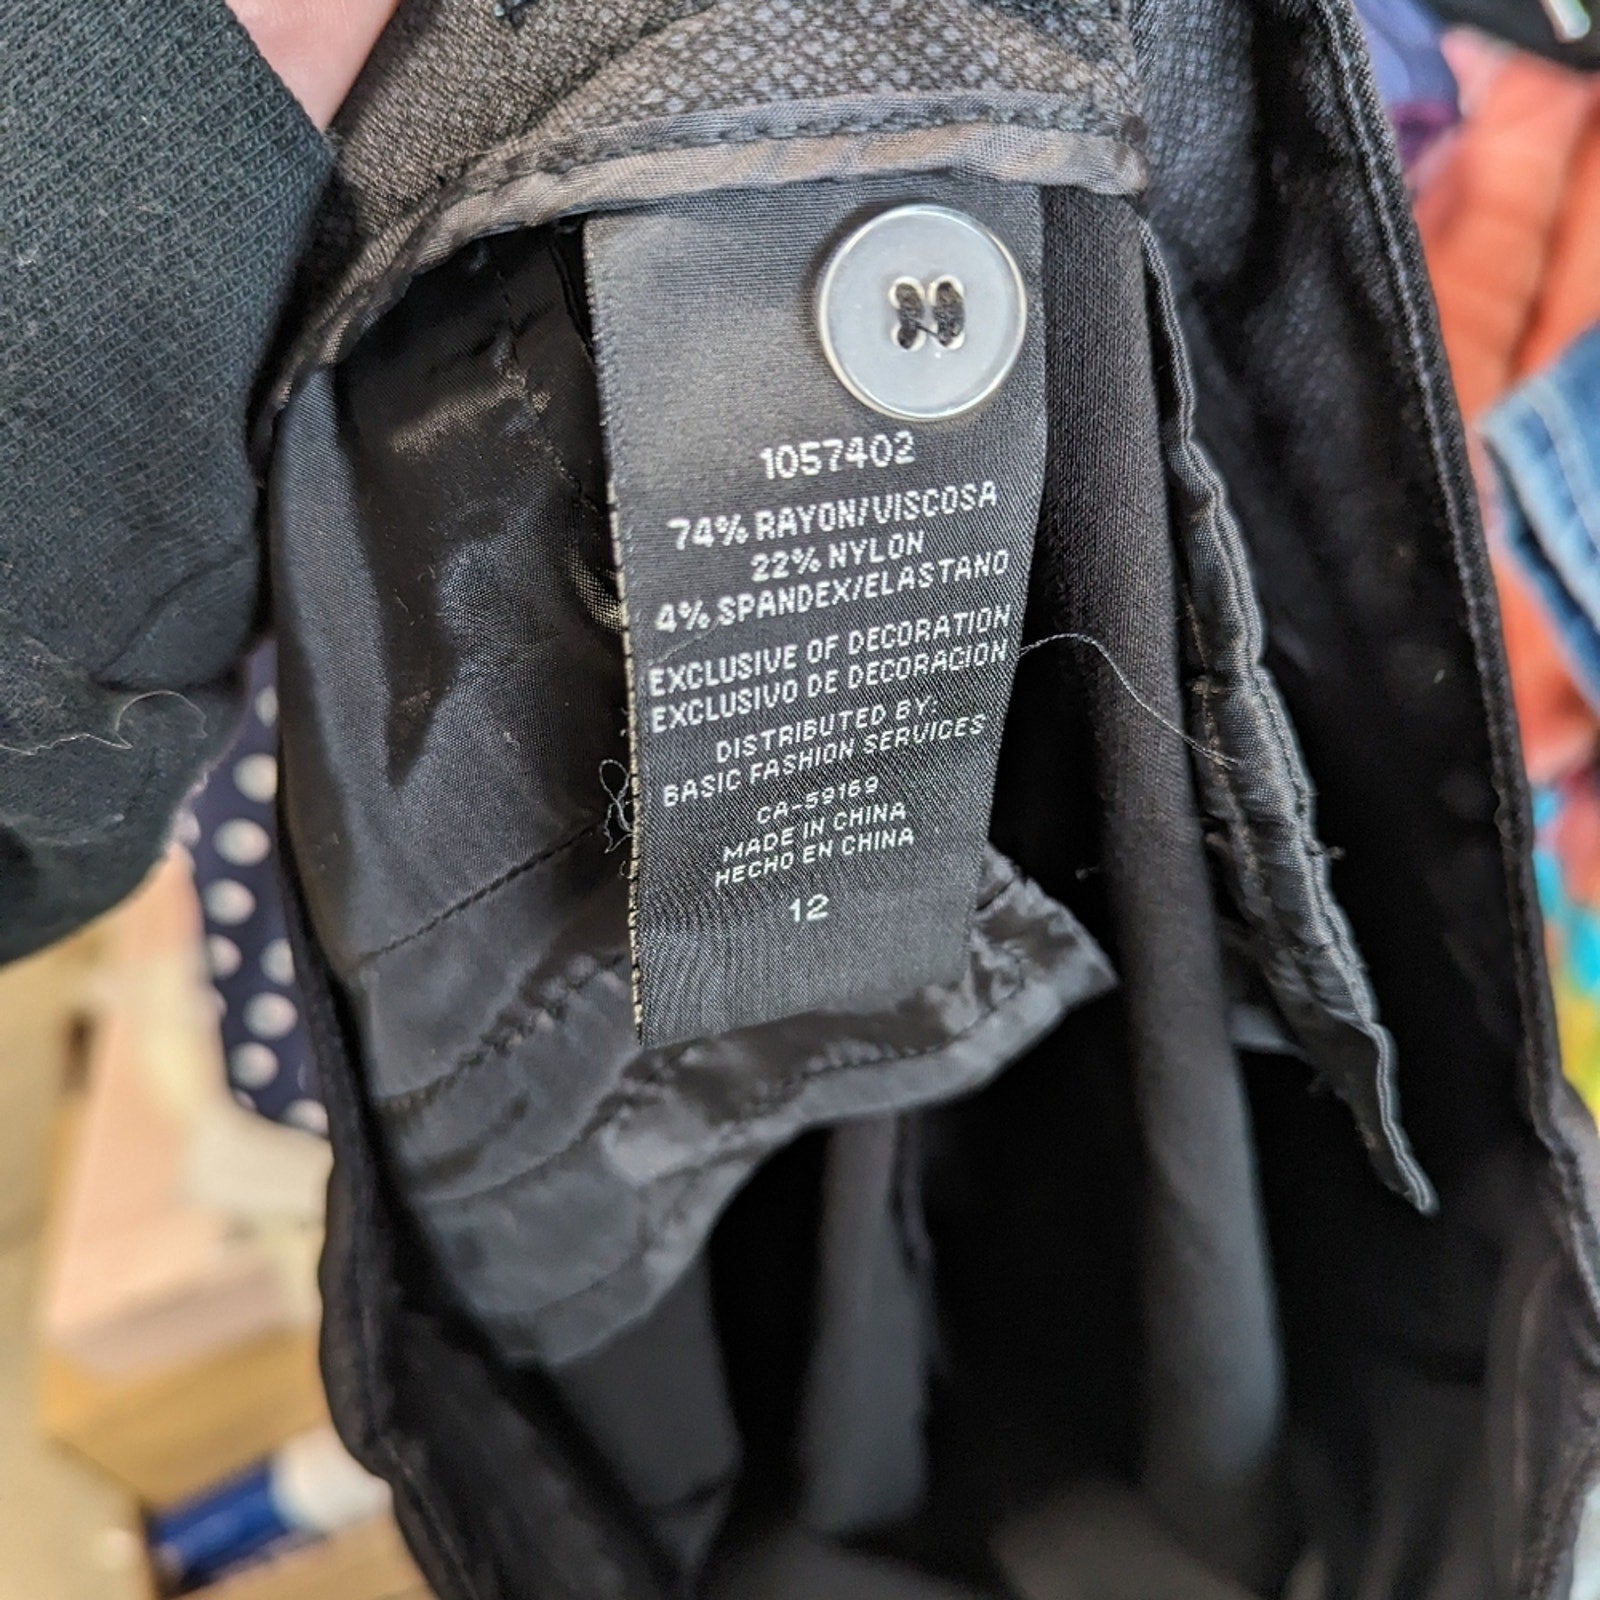 1057402
74% RAYON/VISCOSA
22% NYLON
4% SPANDEX/ELASTANO
EXCLUSIVE OF DECORATION
EXCLUSIVO DE DECORACION
DISTRIBUTED BY:
BASIC FASHION SERVICES
CA-59169
MADE IN CHINA
HECHO EN CHINA
12